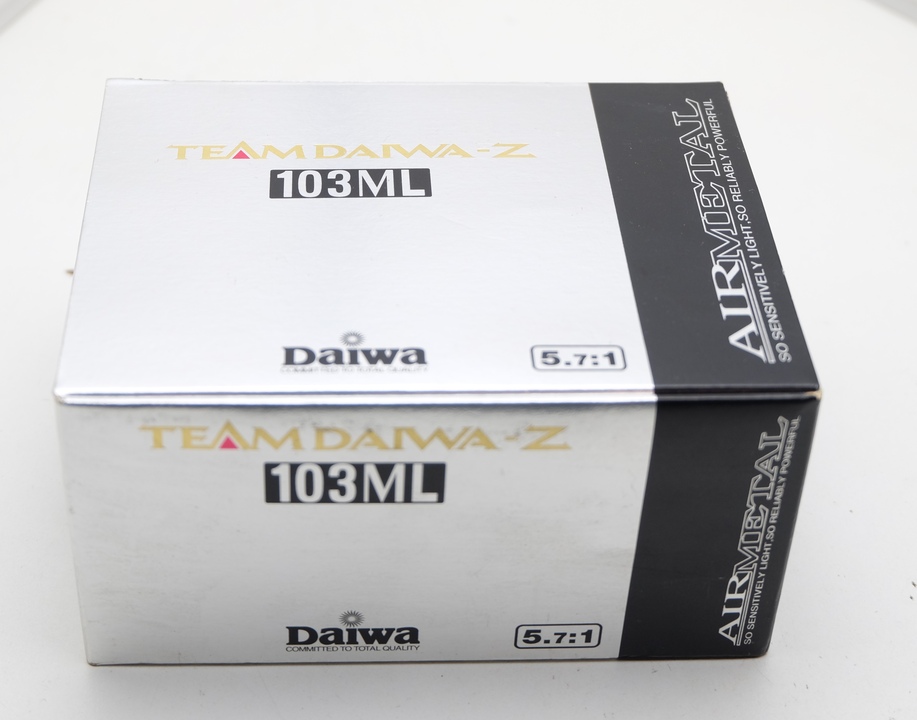 TEAM DAIWA-Z
103ML
Daiwa
COMMITTED TO TOTAL QUALITY
5.7:1
AIRMETAL
SO SENSITIVELY LIGHT,SO RELIABLY POWERFUL
TEAM DAIWA-Z
103ML
Daiwa
COMMITTED TO TOTAL QUALITY
5.7:1
AIRMETAL
SO SENSITIVELY LIGHT,SO RELIABLY POWERFUL